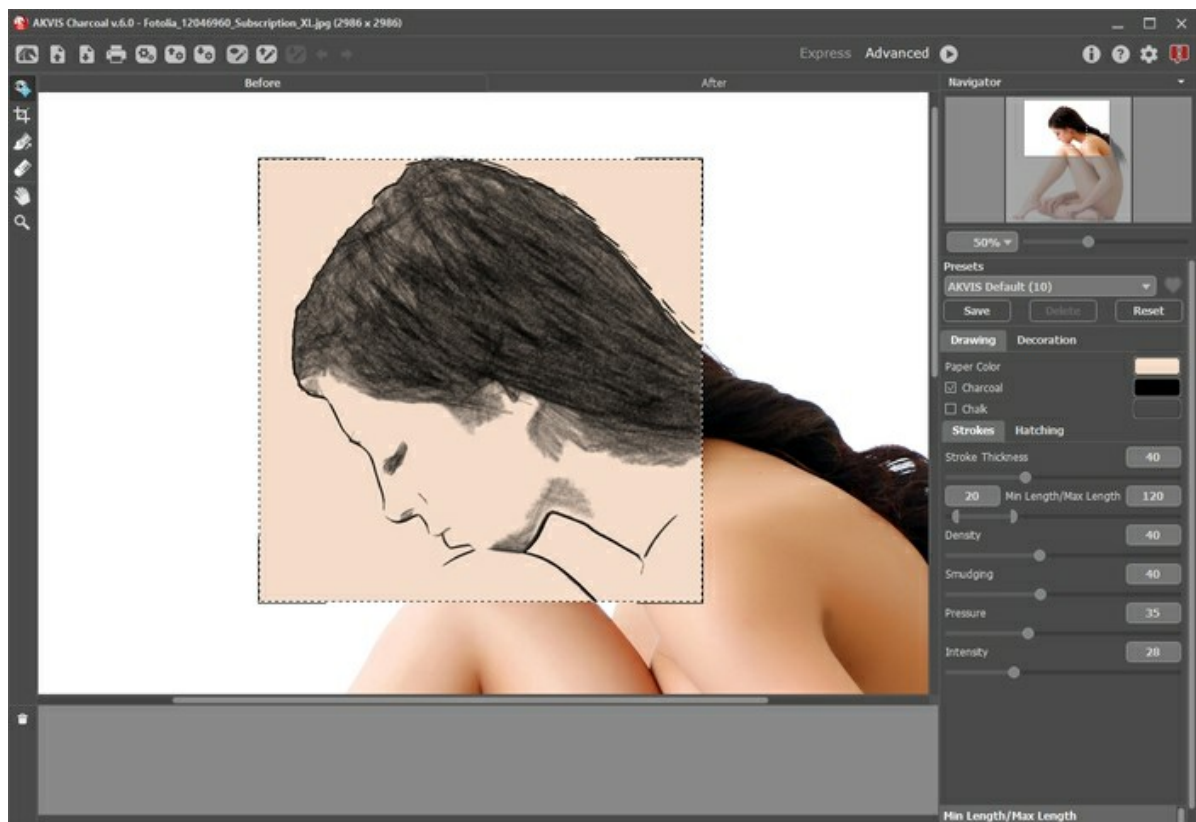 AKVIS Charcoal v.6.0 - Fotolia_12046960_Subscription_XL.jpg (2986 x 2986)
Express Advanced
Before After
Navigator
50%
Presets
AKVIS Default (10)
Save Delete Reset
Drawing Decoration
Paper Color
Charcoal
Chalk
Strokes Hatching
Stroke Thickness 40
20 Min Length/Max Length 120
Density 40
Smudging 40
Pressure 35
Intensity 28
Min Length/Max Length